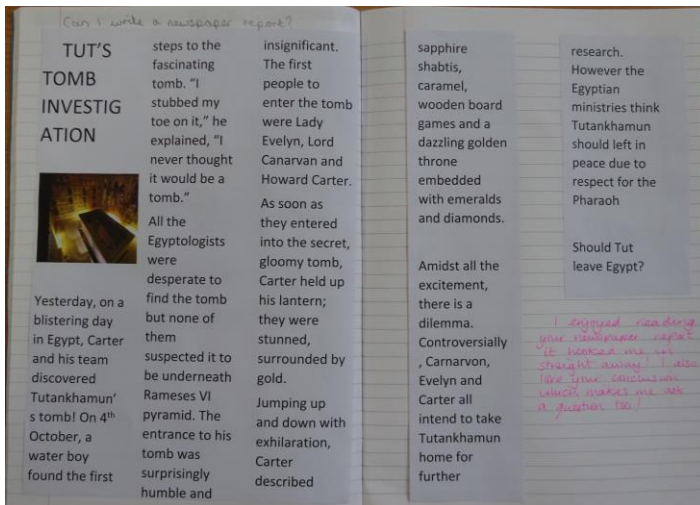 Can I write a newspaper report?
TUT'S
TOMB
INVESTIG
ATION
Yesterday, on a
blistering day
in Egypt, Carter
and his team
discovered
Tutankhamun'
s tomb! On 4th
October, a
water boy
found the first
steps to the
fascinating
tomb. "I
stubbed my
toe on it," he
explained, "I
never thought
it would be a
tomb."
All the
Egyptologists
were
desperate to
find the tomb
but none of
them
suspected it to
be underneath
Rameses VI
pyramid. The
entrance to his
tomb was
surprisingly
humble and
insignificant.
The first
people to
enter the tomb
were Lady
Evelyn, Lord
Canarvan and
Howard Carter.
As soon as
they entered
into the secret,
gloomy tomb,
Carter held up
his lantern;
they were
stunned,
surrounded by
gold.
Jumping up
and down with
exhilaration,
Carter
described
sapphire
shabtis,
caramel,
wooden board
games and a
dazzling golden
throne
embedded
with emeralds
and diamonds.
Amidst all the
excitement,
there is a
dilemma.
Controversially
, Carnarvon,
Evelyn and
Carter all
intend to take
Tutankhamun
home for
further
research.
However the
Egyptian
ministries think
Tutankhamun
should left in
peace due to
respect for the
Pharaoh
Should Tut
leave Egypt?
I enjoyed reading
your newspaper report
it hooked me in
straight away! I also
love your conclusion
which makes me ask
a question too!